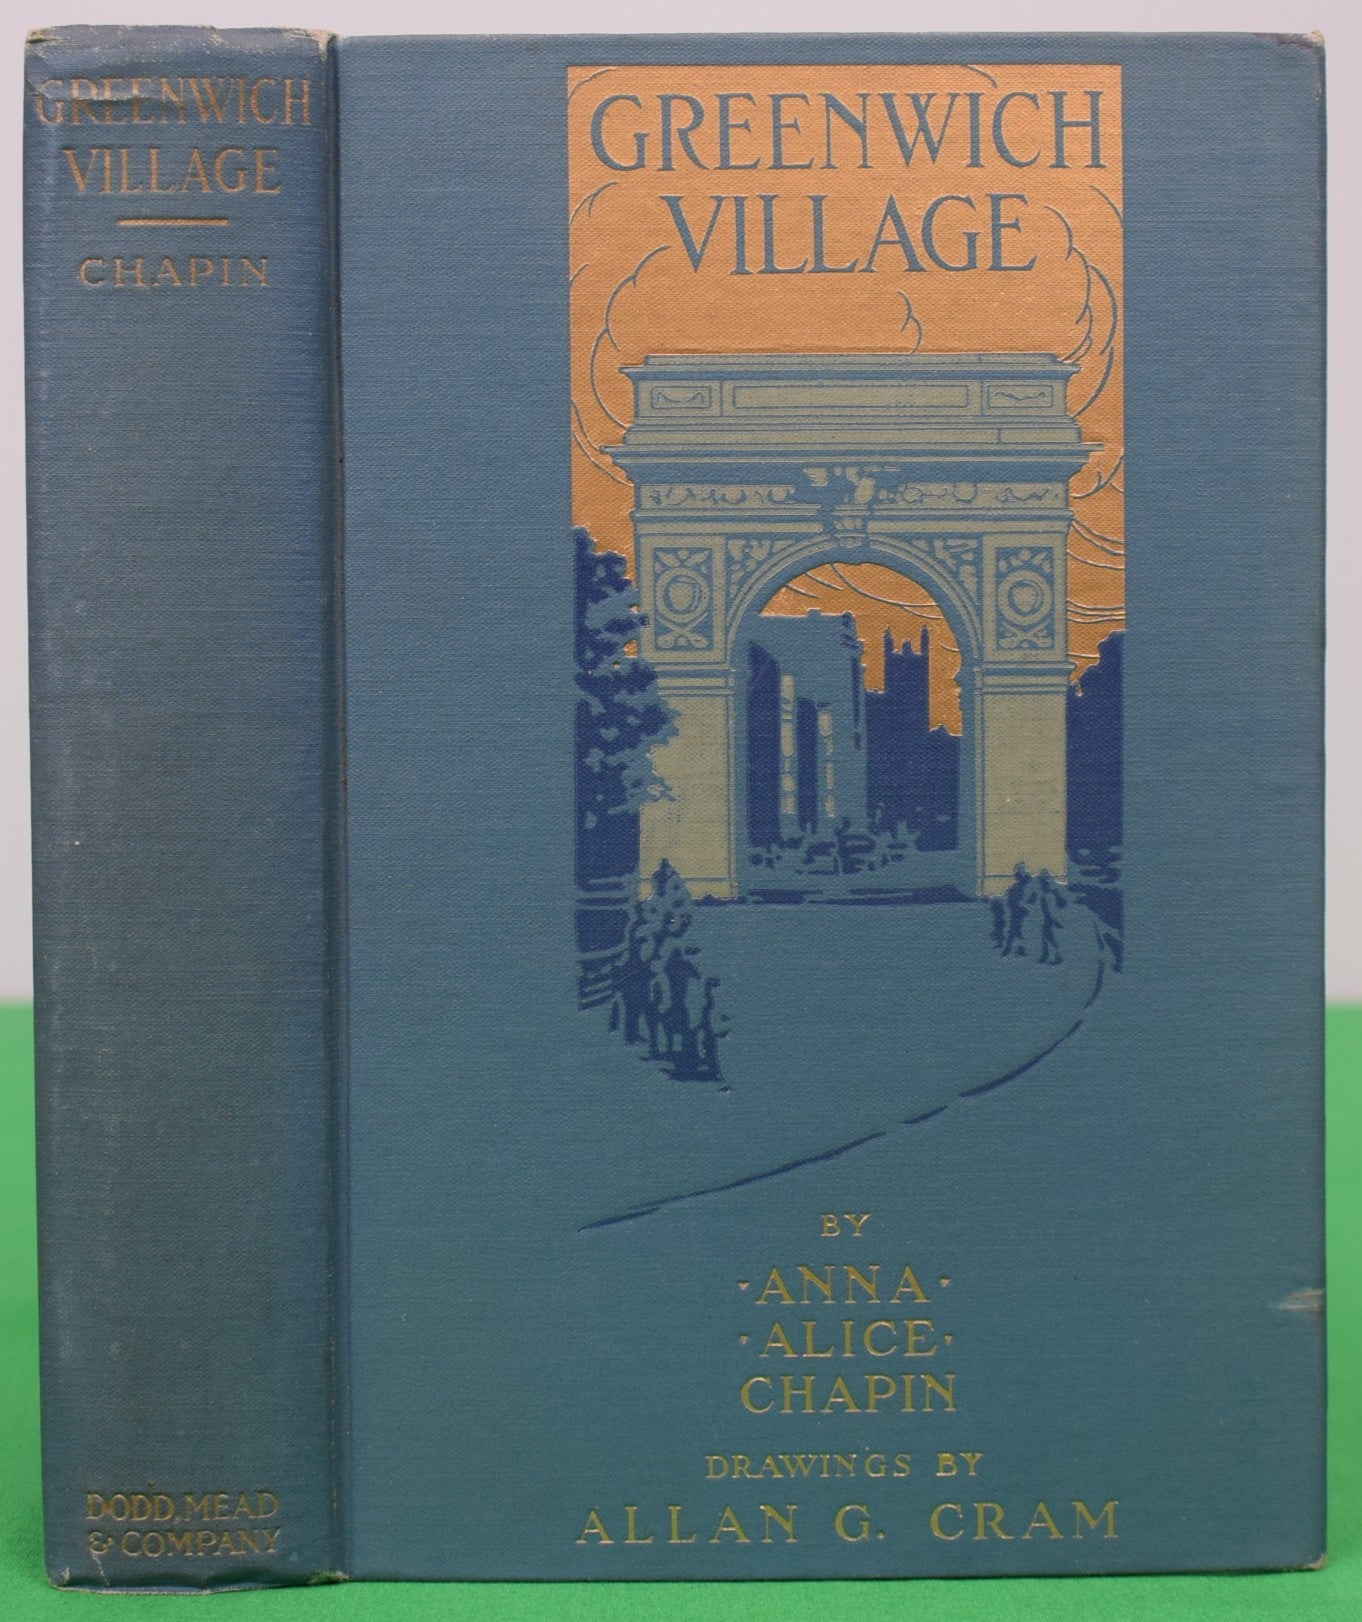 GREENWICH
VILLAGE
CHAPIN
DODD, MEAD
& COMPANY
GREENWICH
VILLAGE
BY
·ANNA·
·ALICE·
CHAPIN
DRAWINGS BY
ALLAN G. CRAM